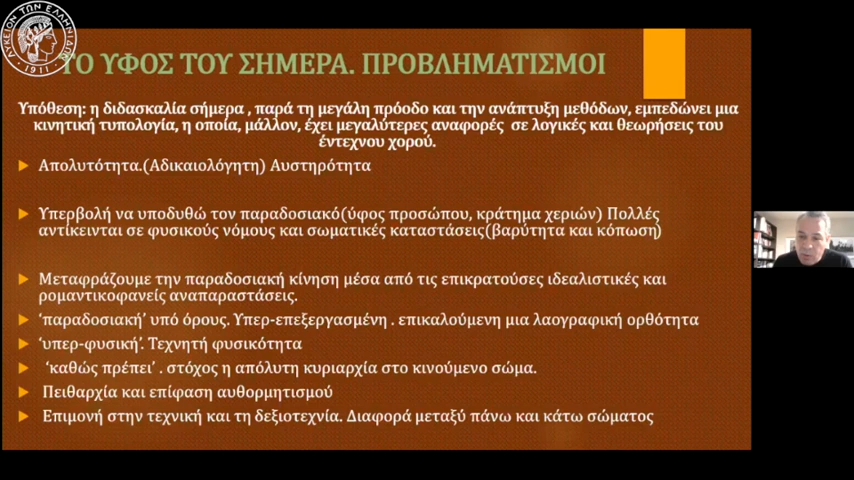 ΛΥΚΕΙΟΝ ΤΩΝ ΕΛΛΗΝΙΔΩΝ
1911
ΤΟ ΥΦΟΣ ΤΟΥ ΣΗΜΕΡΑ. ΠΡΟΒΛΗΜΑΤΙΣΜΟΙ
Υπόθεση: η διδασκαλία σήμερα , παρά τη μεγάλη πρόοδο και την ανάπτυξη μεθόδων, εμπεδώνει μια
κινητική τυπολογία, η οποία, μάλλον, έχει μεγαλύτερες αναφορές σε λογικές και θεωρήσεις του
έντεχνου χορού.
Απολυτότητα.(Αδικαιολόγητη) Αυστηρότητα
Υπερβολή να υποδυθώ τον παραδοσιακό(ύφος προσώπου, κράτημα χεριών) Πολλές
αντίκεινται σε φυσικούς νόμους και σωματικές καταστάσεις(βαρύτητα και κόπωση)
Μεταφράζουμε την παραδοσιακή κίνηση μέσα από τις επικρατούσες ιδεαλιστικές και
ρομαντικοφανείς αναπαραστάσεις.
‘παραδοσιακή’ υπό όρους. Υπερ-επεξεργασμένη . επικαλούμενη μια λαογραφική ορθότητα
‘υπερ-φυσική’. Τεχνητή φυσικότητα
‘καθώς πρέπει’ . στόχος η απόλυτη κυριαρχία στο κινούμενο σώμα.
Πειθαρχία και επίφαση αυθορμητισμού
Επιμονή στην τεχνική και τη δεξιοτεχνία. Διαφορά μεταξύ πάνω και κάτω σώματος